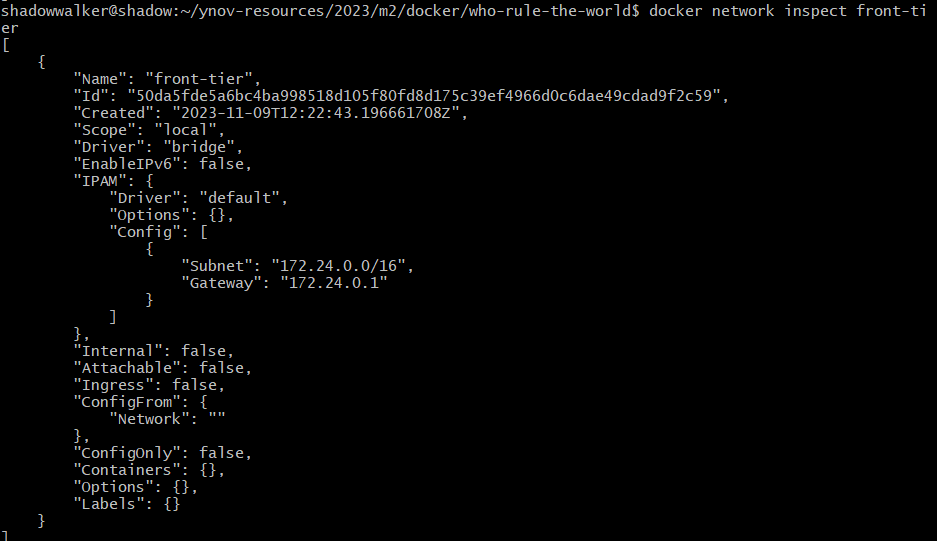 shadowwalker@shadow:~/ynov-resources/2023/m2/docker/who-rule-the-world$ docker network inspect front-ti
er
[
    {
        "Name": "front-tier",
        "Id": "50da5fde5a6bc4ba998518d105f80fd8d175c39ef4966d0c6dae49cdad9f2c59",
        "Created": "2023-11-09T12:22:43.196661708Z",
        "Scope": "local",
        "Driver": "bridge",
        "EnableIPv6": false,
        "IPAM": {
            "Driver": "default",
            "Options": {},
            "Config": [
                {
                    "Subnet": "172.24.0.0/16",
                    "Gateway": "172.24.0.1"
                }
            ]
        },
        "Internal": false,
        "Attachable": false,
        "Ingress": false,
        "ConfigFrom": {
            "Network": ""
        },
        "ConfigOnly": false,
        "Containers": {},
        "Options": {},
        "Labels": {}
    }
]